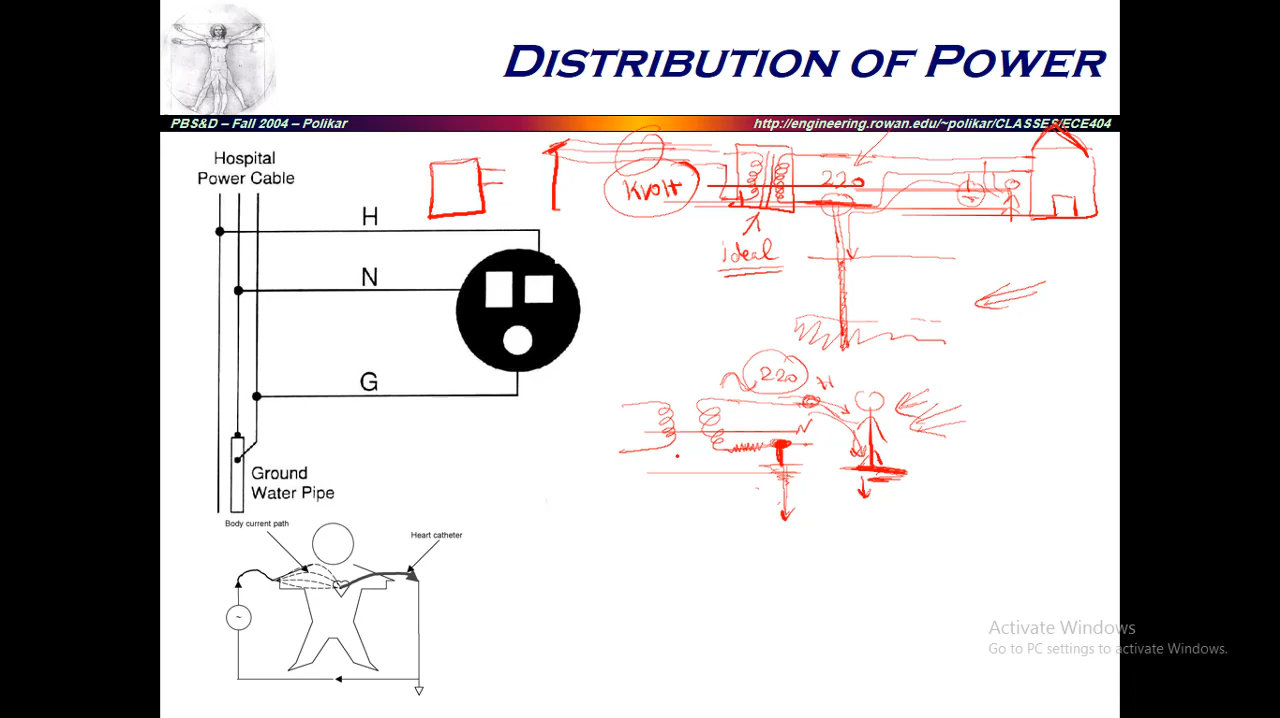 DISTRIBUTION OF POWER
PBS&D – Fall 2004 – Polikar
http://engineering.rowan.edu/~polikar/CLASSES/ECE404
Hospital
Power Cable
H
N
G
Ground
Water Pipe
Kvolt
220
ideal
220
H
N
Body current path
Heart catheter
~
Activate Windows
Go to PC settings to activate Windows.